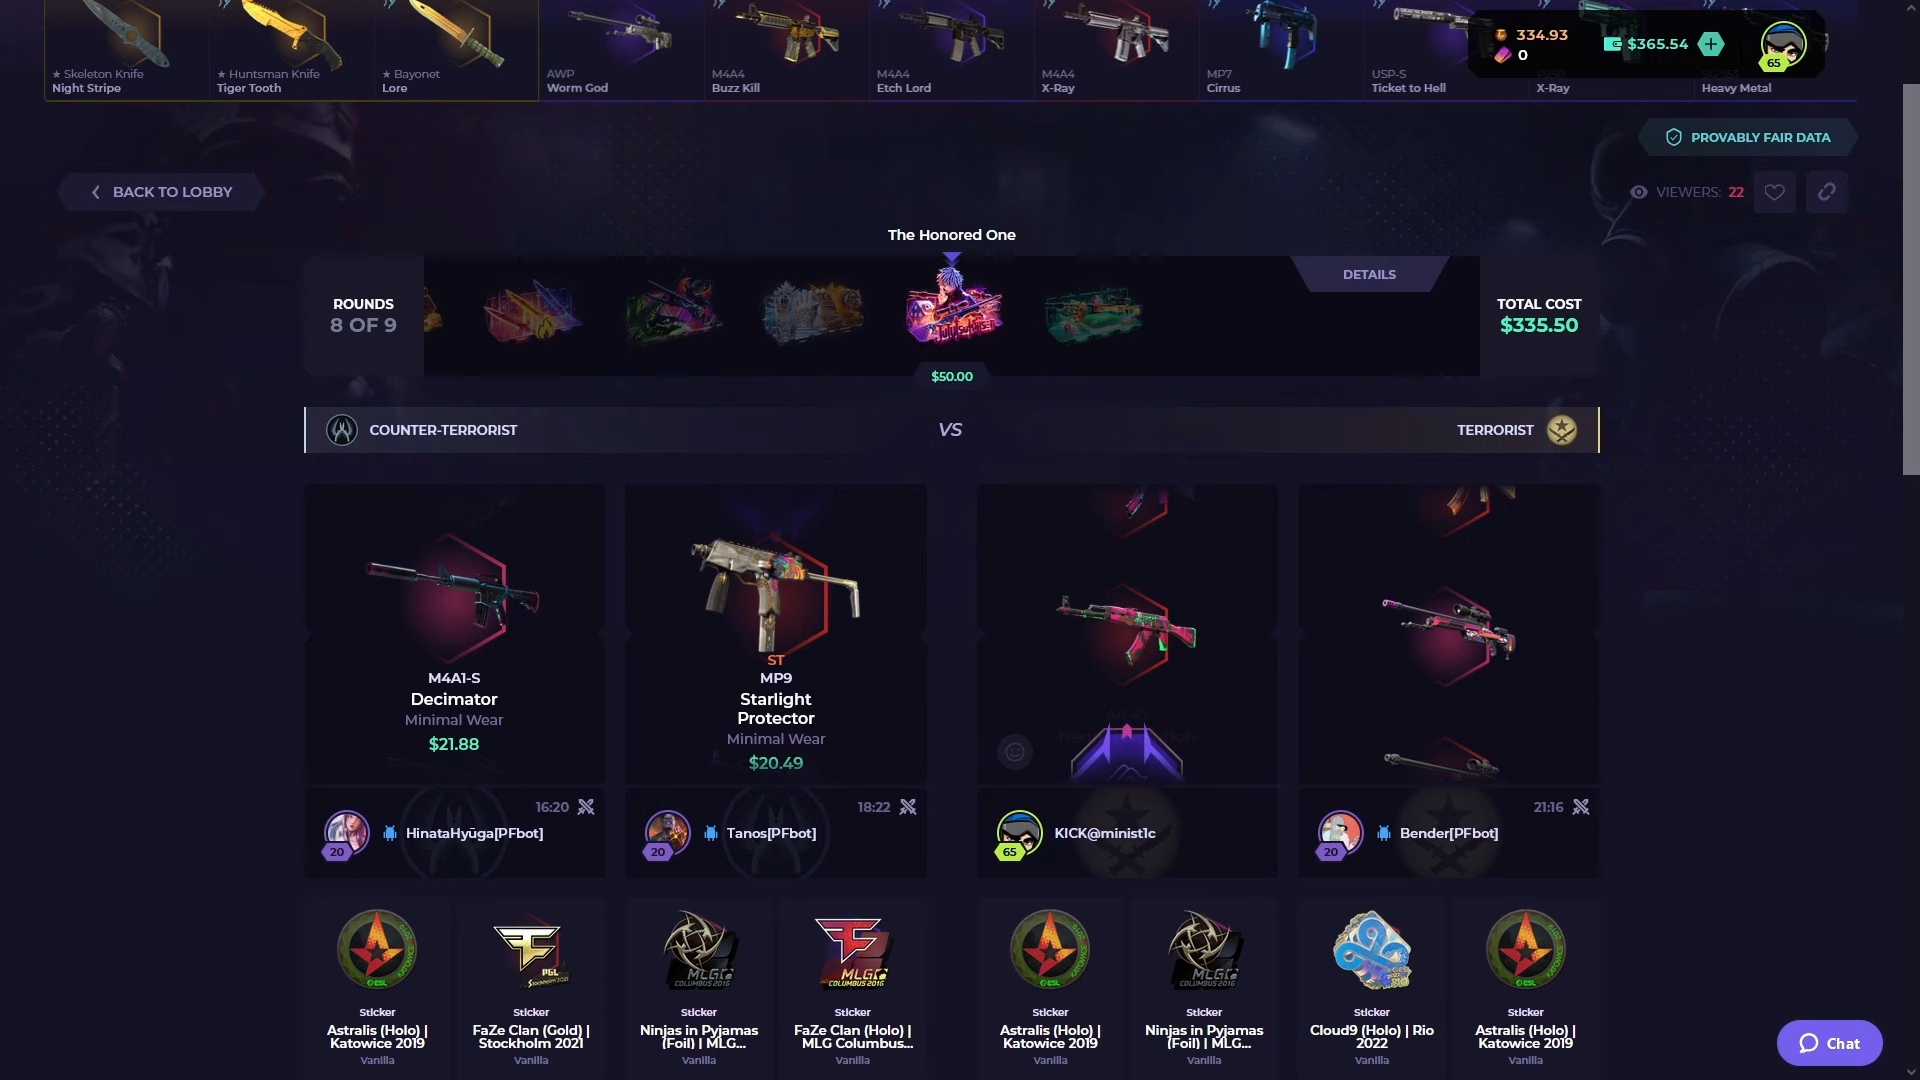 334.93
0
$365.54
65
★ Skeleton Knife
Night Stripe
★ Huntsman Knife
Tiger Tooth
★ Bayonet
Lore
AWP
Worm God
M4A4
Buzz Kill
M4A4
Etch Lord
M4A4
X-Ray
MP7
Cirrus
USP-S
Ticket to Hell
X-Ray
Heavy Metal
PROVABLY FAIR DATA
BACK TO LOBBY
VIEWERS: 22
The Honored One
ROUNDS
8 OF 9
DETAILS
TOTAL COST
$335.50
$50.00
COUNTER-TERRORIST
VS
TERRORIST
M4A1-S
Decimator
Minimal Wear
$21.88
ST
MP9
Starlight
Protector
Minimal Wear
$20.49
16:20
HinataHyūga[PFbot]
20
18:22
Tanos[PFbot]
20
KICK@minist1c
65
21:16
Bender[PFbot]
20
Sticker
Astralis (Holo) |
Katowice 2019
Vanilla
Sticker
FaZe Clan (Gold) |
Stockholm 2021
Vanilla
Sticker
Ninjas in Pyjamas
(Foil) | MLG...
Vanilla
Sticker
FaZe Clan (Holo) |
MLG Columbus...
Vanilla
Sticker
Astralis (Holo) |
Katowice 2019
Vanilla
Sticker
Ninjas in Pyjamas
(Foil) | MLG...
Vanilla
Sticker
Cloud9 (Holo) | Rio
2022
Vanilla
Sticker
Astralis (Holo) |
Katowice 2019
Vanilla
Chat